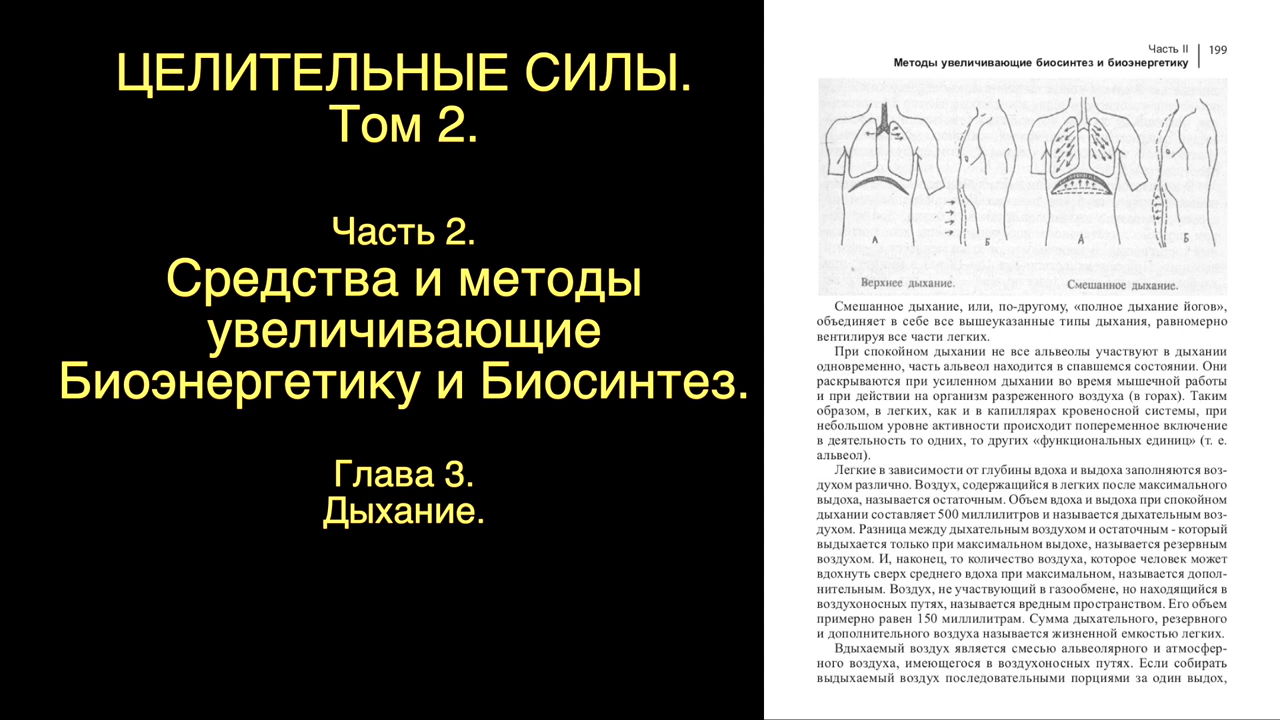 ЦЕЛИТЕЛЬНЫЕ СИЛЫ.
Том 2.
Часть 2.
Средства и методы
увеличивающие
Биоэнергетику и Биосинтез.
Глава 3.
Дыхание.
Часть II
199
Методы увеличивающие биосинтез и биоэнергетику
А
Б
А
Б
Верхнее дыхание.
Смешанное дыхание.
Смешанное дыхание, или, по-другому, «полное дыхание йогов»,
объединяет в себе все вышеуказанные типы дыхания, равномерно
вентилируя все части легких.
При спокойном дыхании не все альвеолы участвуют в дыхании
одновременно, часть альвеол находится в спавшемся состоянии. Они
раскрываются при усиленном дыхании во время мышечной работы
и при действии на организм разреженного воздуха (в горах). Таким
образом, в легких, как и в капиллярах кровеносной системы, при
небольшом уровне активности происходит попеременное включение
в деятельность то одних, то других «функциональных единиц» (т. е.
альвеол).
Легкие в зависимости от глубины вдоха и выдоха заполняются воз-
духом различно. Воздух, содержащийся в легких после максимального
выдоха, называется остаточным. Объем вдоха и выдоха при спокойном
дыхании составляет 500 миллилитров и называется дыхательным воз-
духом. Разница между дыхательным воздухом и остаточным - который
выдыхается только при максимальном выдохе, называется резервным
воздухом. И, наконец, то количество воздуха, которое человек может
вдохнуть сверх среднего вдоха при максимальном, называется допол-
нительным. Воздух, не участвующий в газообмене, но находящийся в
воздухоносных путях, называется вредным пространством. Его объем
примерно равен 150 миллилитрам. Сумма дыхательного, резервного
и дополнительного воздуха называется жизненной емкостью легких.
Вдыхаемый воздух является смесью альвеолярного и атмосфер-
ного воздуха, имеющегося в воздухоносных путях. Если собирать
выдыхаемый воздух последовательными порциями за один выдох,